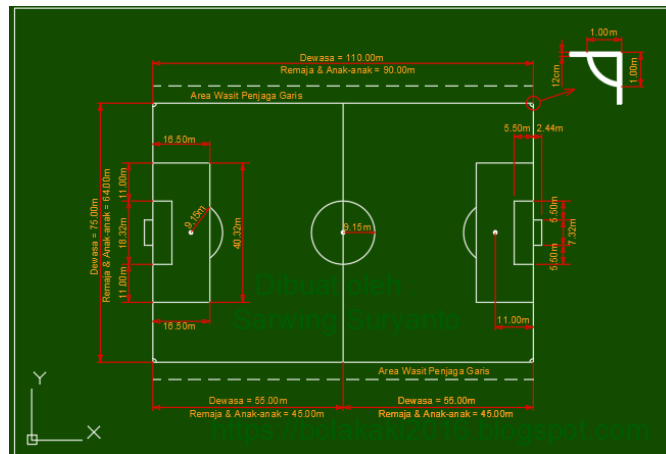 Dewasa = 110.00m
Remaja & Anak-anak = 90.00m
1.00m
12cm
1.00m
Area Wasit Penjaga Garis
16.50m
5.50m
2.44m
Dewasa = 75.00m
Remaja & Anak-anak = 64.00m
11.00m
18.32m
11.00m
9.15m
40.32m
9.15m
5.50m
7.32m
5.50m
11.00m
16.50m
Dibuat oleh
Sarwing Suryanto
Area Wasit Penjaga Garis
Dewasa = 55.00m
Remaja & Anak-anak = 45.00m
Dewasa = 55.00m
Remaja & Anak-anak = 45.00m
https://bolakaki2016.blogspot.com
Y
X